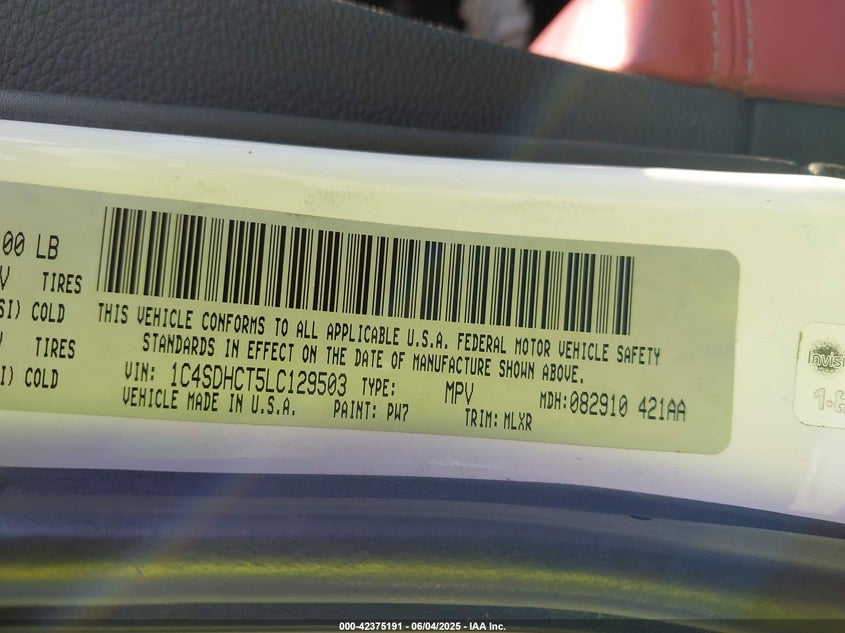 00 LB
TIRES
SI) COLD
TIRES
I) COLD
THIS VEHICLE CONFORMS TO ALL APPLICABLE U.S.A. FEDERAL MOTOR VEHICLE SAFETY
STANDARDS IN EFFECT ON THE DATE OF MANUFACTURE SHOWN ABOVE.
VIN: 1C4SDHCT5LC129503 TYPE: MPV MDH:082910 421AA
VEHICLE MADE IN U.S.A. PAINT: PW7 TRIM: MLXR
Invis
000-42375191 - 06/04/2025 - IAA Inc.